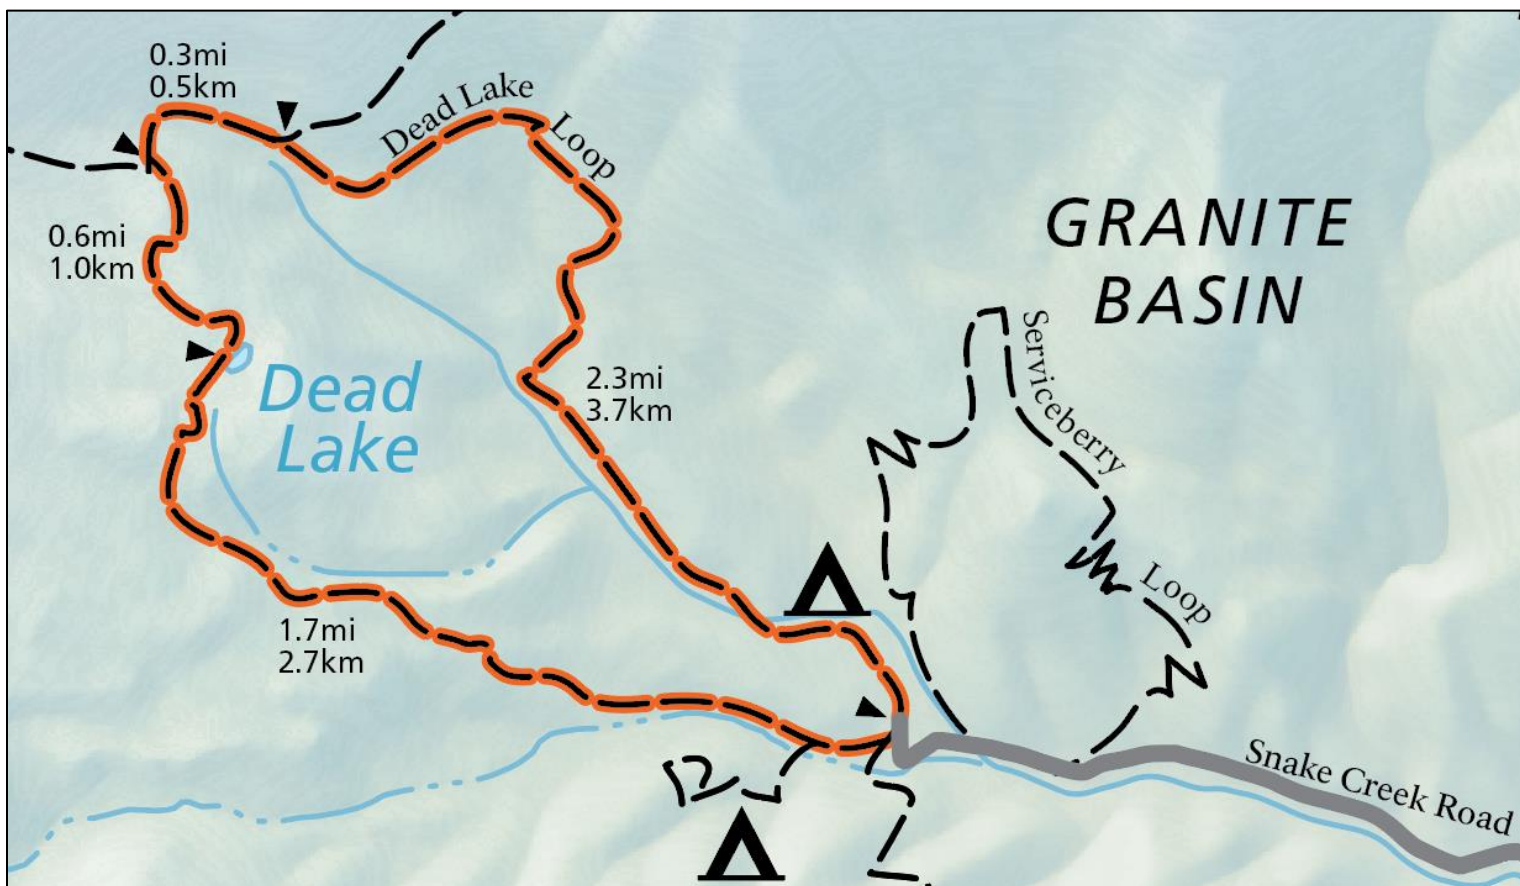 0.3mi
0.5km
Dead Lake
Loop
GRANITE
BASIN
0.6mi
1.0km
Serviceberry
Dead
Lake
2.3mi
3.7km
Loop
1.7mi
2.7km
Snake Creek Road